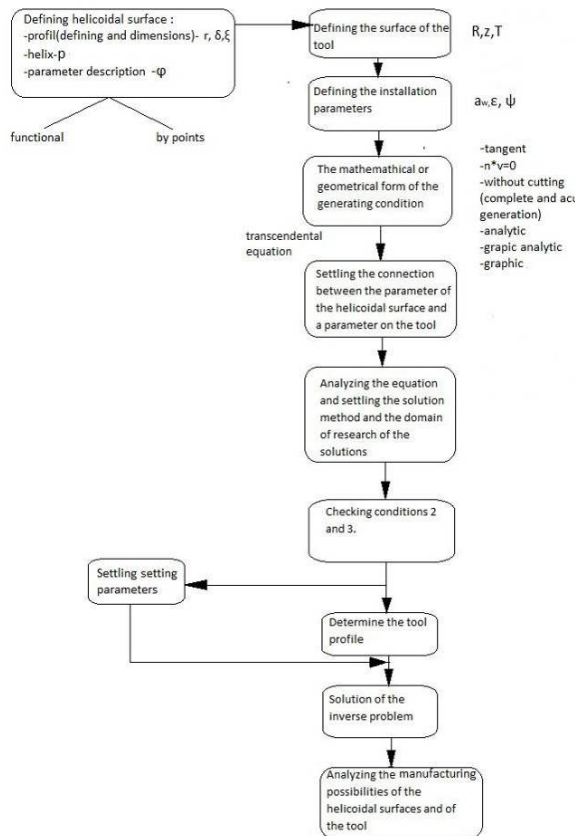 Defining helicoidal surface :
-profil(defining and dimensions)- r, δ,ξ
-helix-p
-parameter description -φ
functional
by points
Defining the surface of the
tool
R,z,T
Defining the installation
parameters
aw,ε, ψ
The mathemathical or
geometrical form of the
generating condition
-tangent
-n*v=0
-without cutting
(complete and acu
generation)
-analytic
-grapic analytic
-graphic
transcendental
equation
Settling the connection
between the parameter of
the helicoidal surface and
a parameter on the tool
Analyzing the equation
and settling the solution
method and the domain
of research of the
solutions
Checking conditions 2
and 3.
Settling setting
parameters
Determine the tool
profile
Solution of the
inverse problem
Analyzing the manufacturing
possibilities of the
helicoidal surfaces and of
the tool